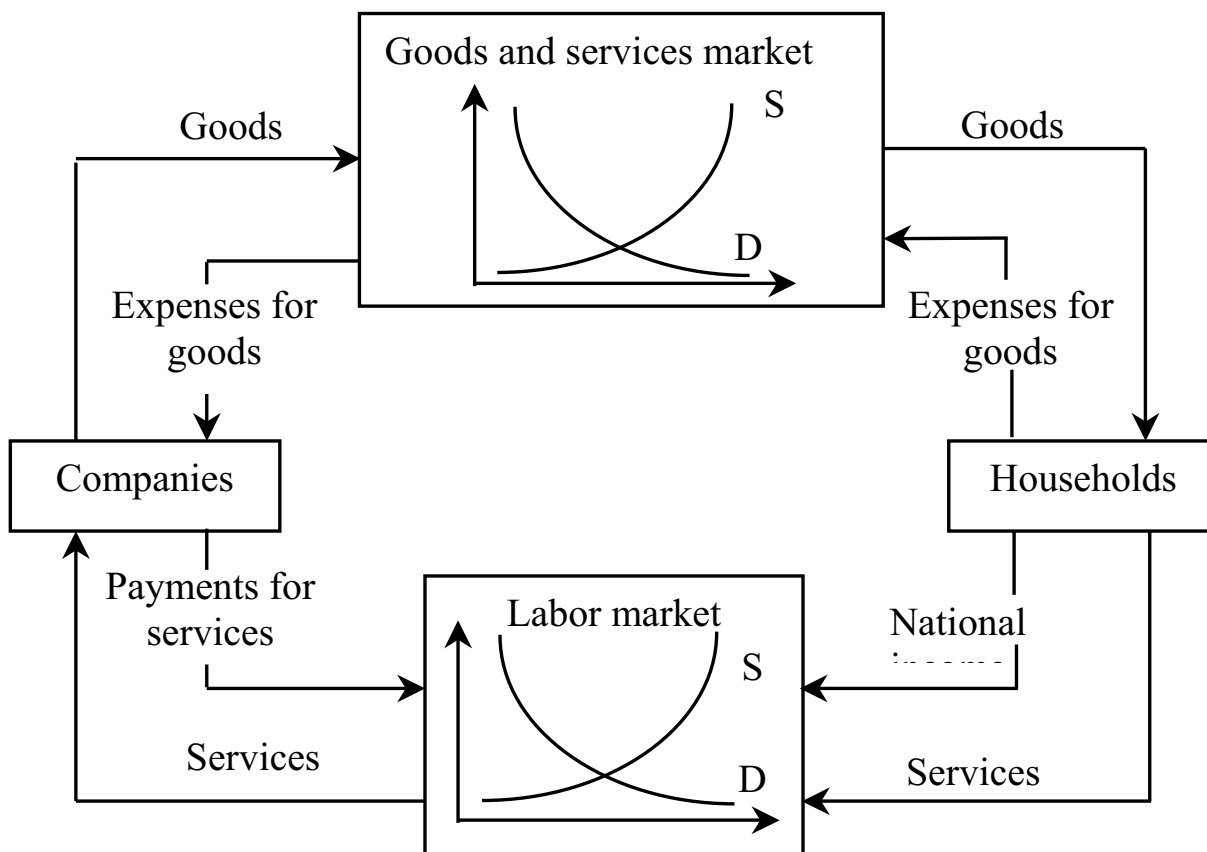 Goods and services market
S
Goods
Goods
D
Expenses for
goods
Expenses for
goods
Companies
Households
Payments for
services
Labor market
National
S
Services
D
Services